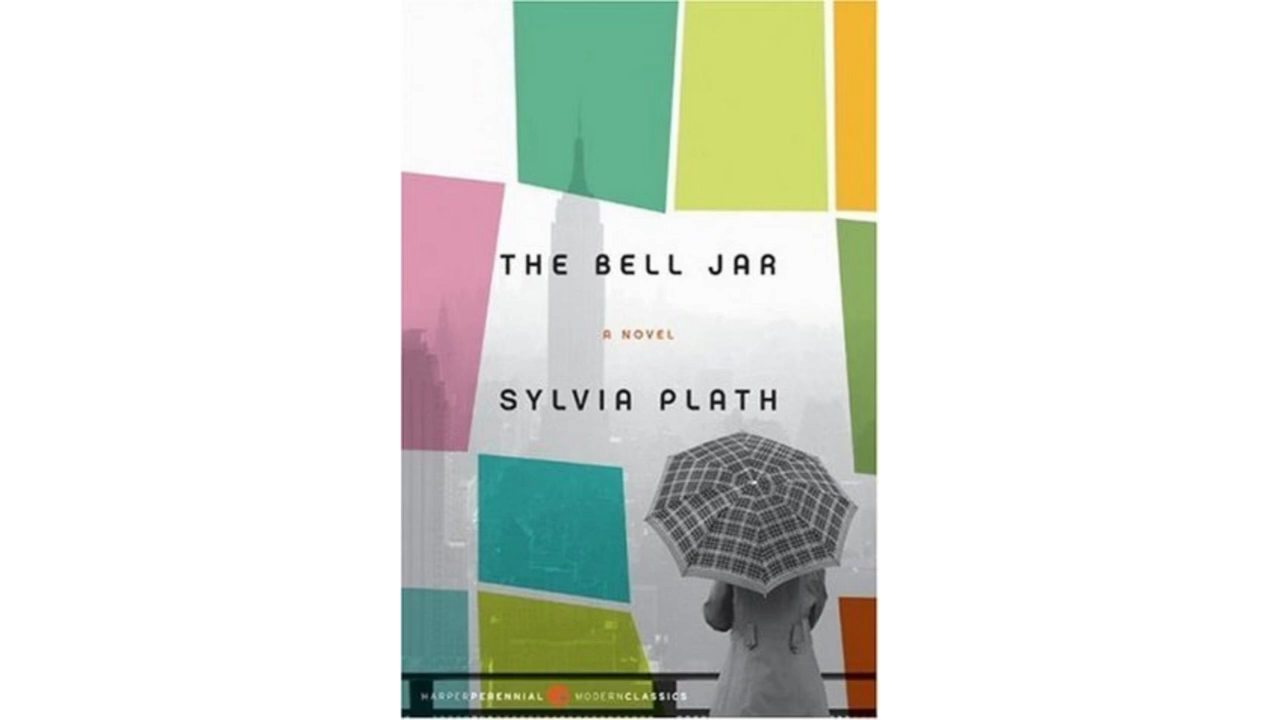 THE BELL JAR
A NOVEL
SYLVIA PLATH
HARPERPERENNIAL MODERNCLASSICS